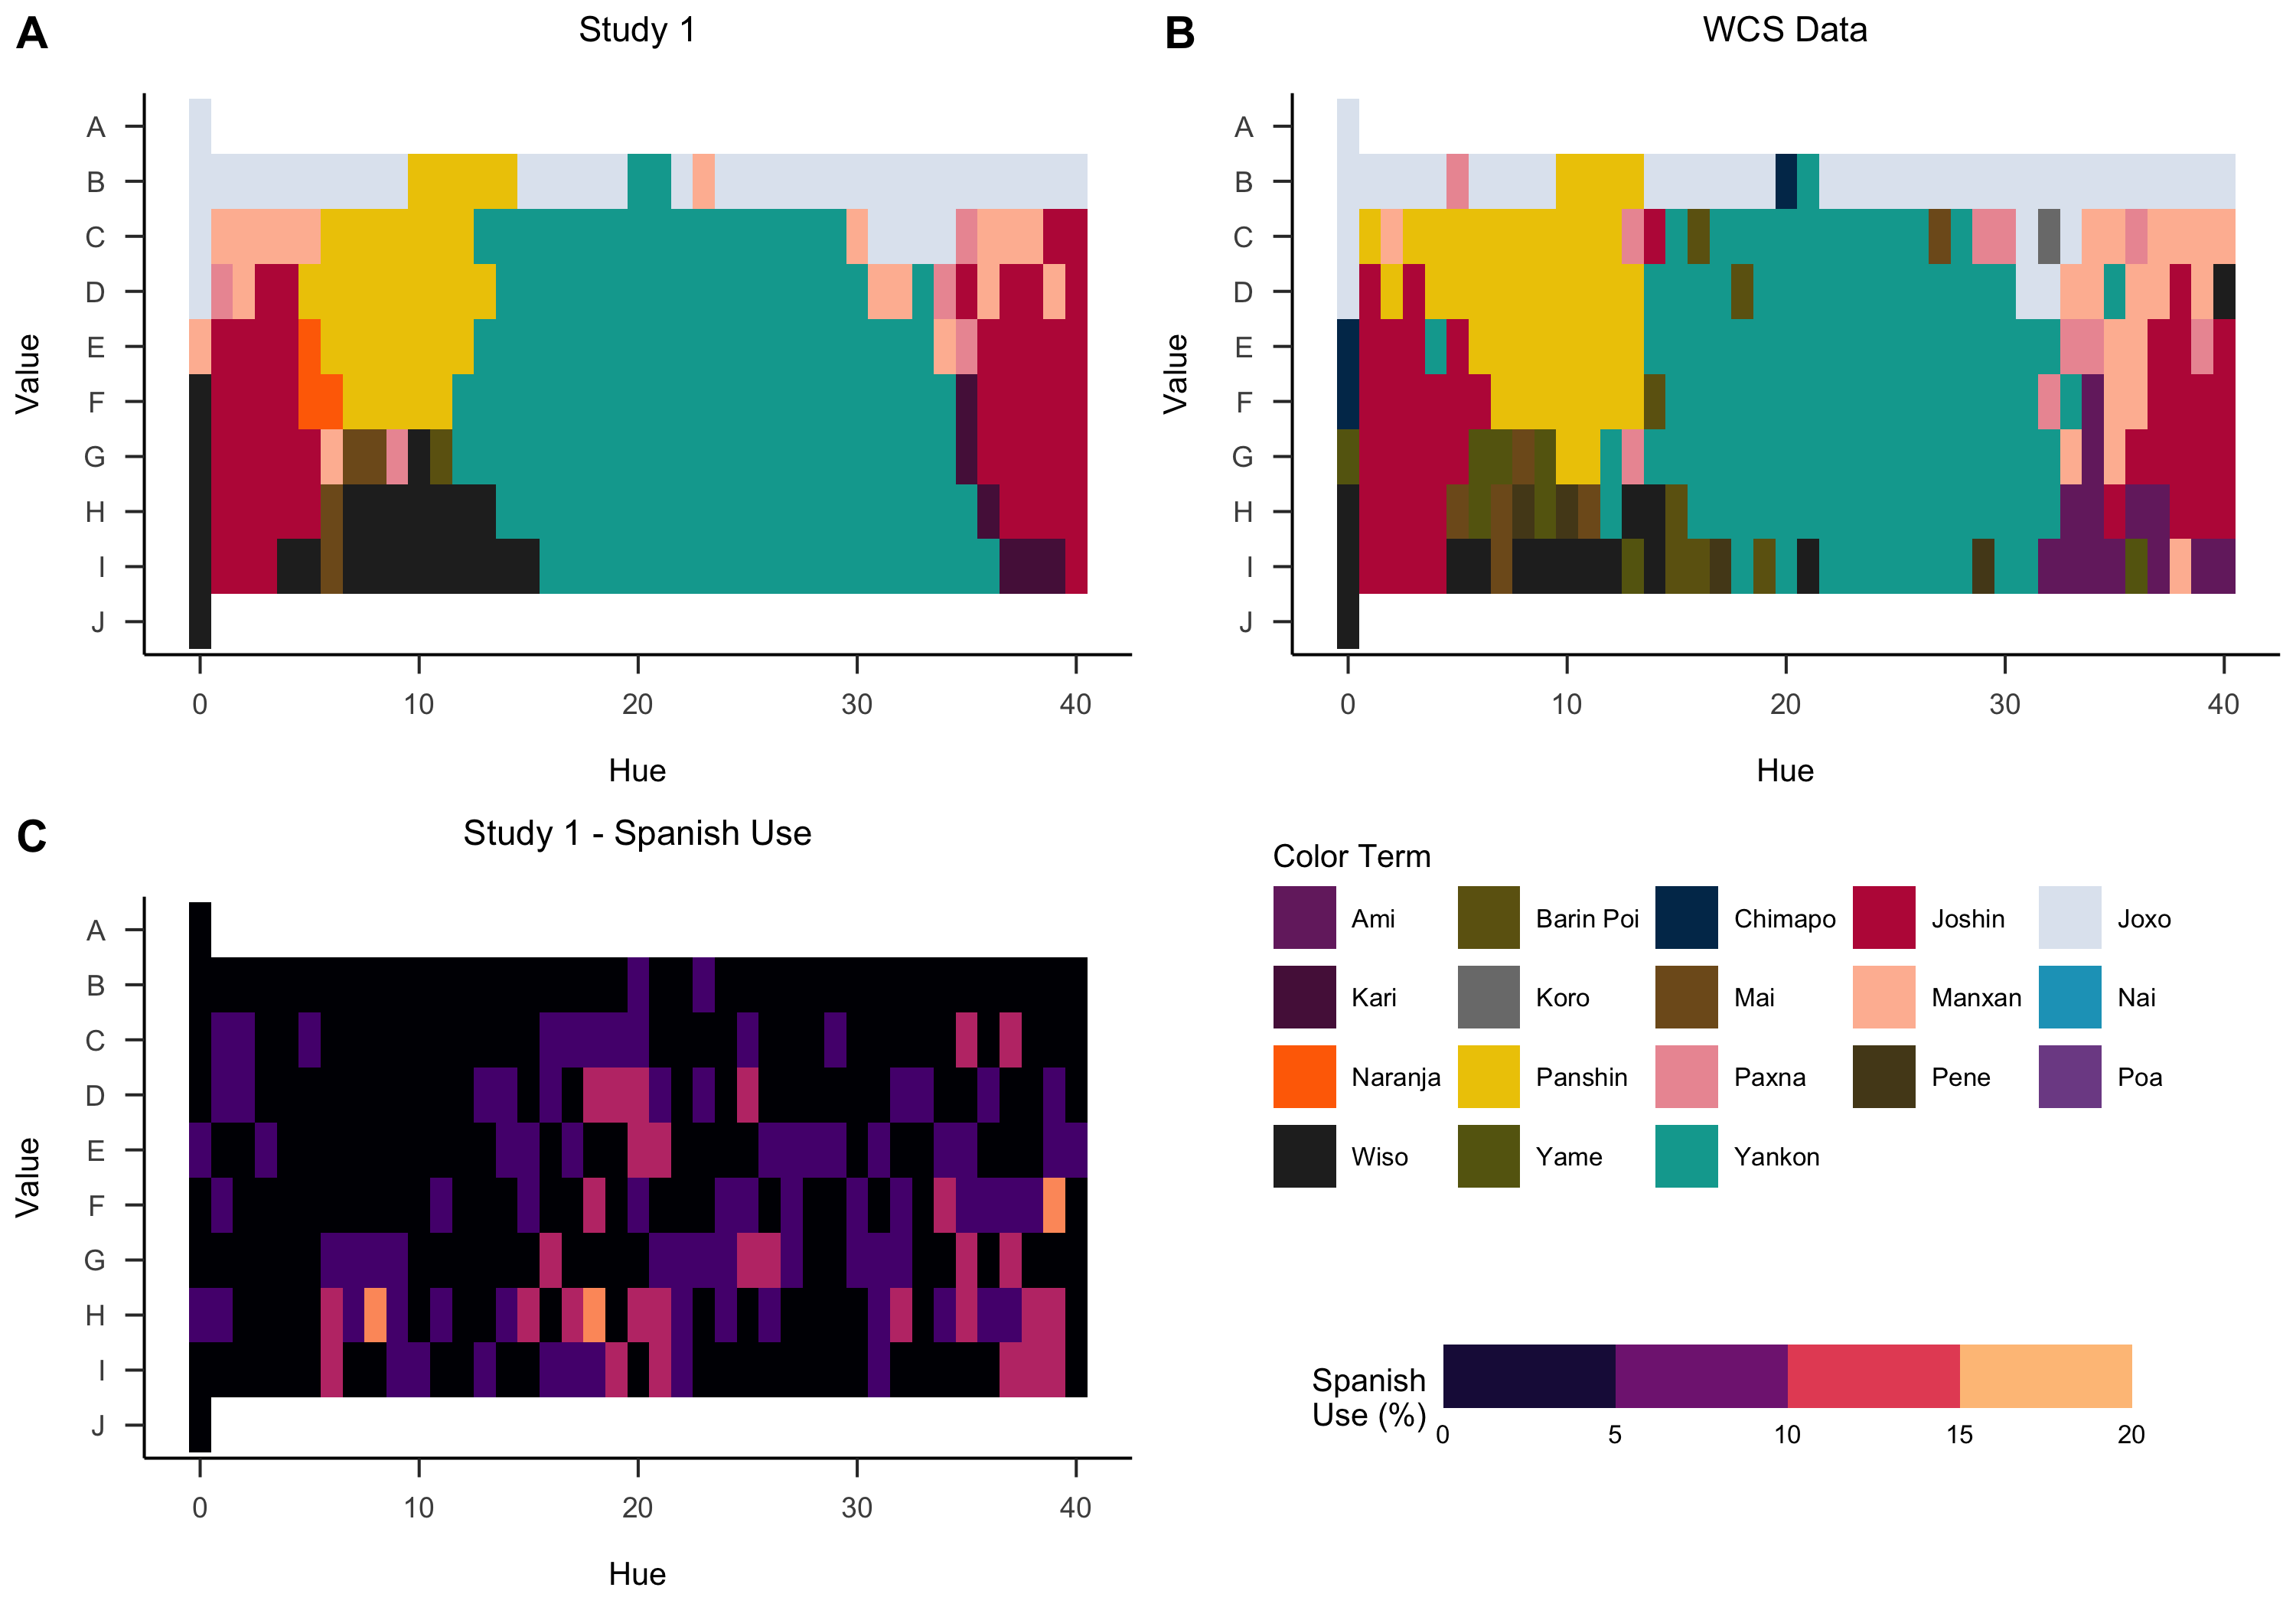 A
Study 1
Value
A
B
C
D
E
F
G
H
I
J
0 10 20 30 40
Hue
B
WCS Data
Value
A
B
C
D
E
F
G
H
I
J
0 10 20 30 40
Hue
C
Study 1 - Spanish Use
Value
A
B
C
D
E
F
G
H
I
J
0 10 20 30 40
Hue
Color Term
Ami Barin Poi Chimapo Joshin Joxo
Kari Koro Mai Manxan Nai
Naranja Panshin Paxna Pene Poa
Wiso Yame Yankon
Spanish
Use (%)
0 5 10 15 20